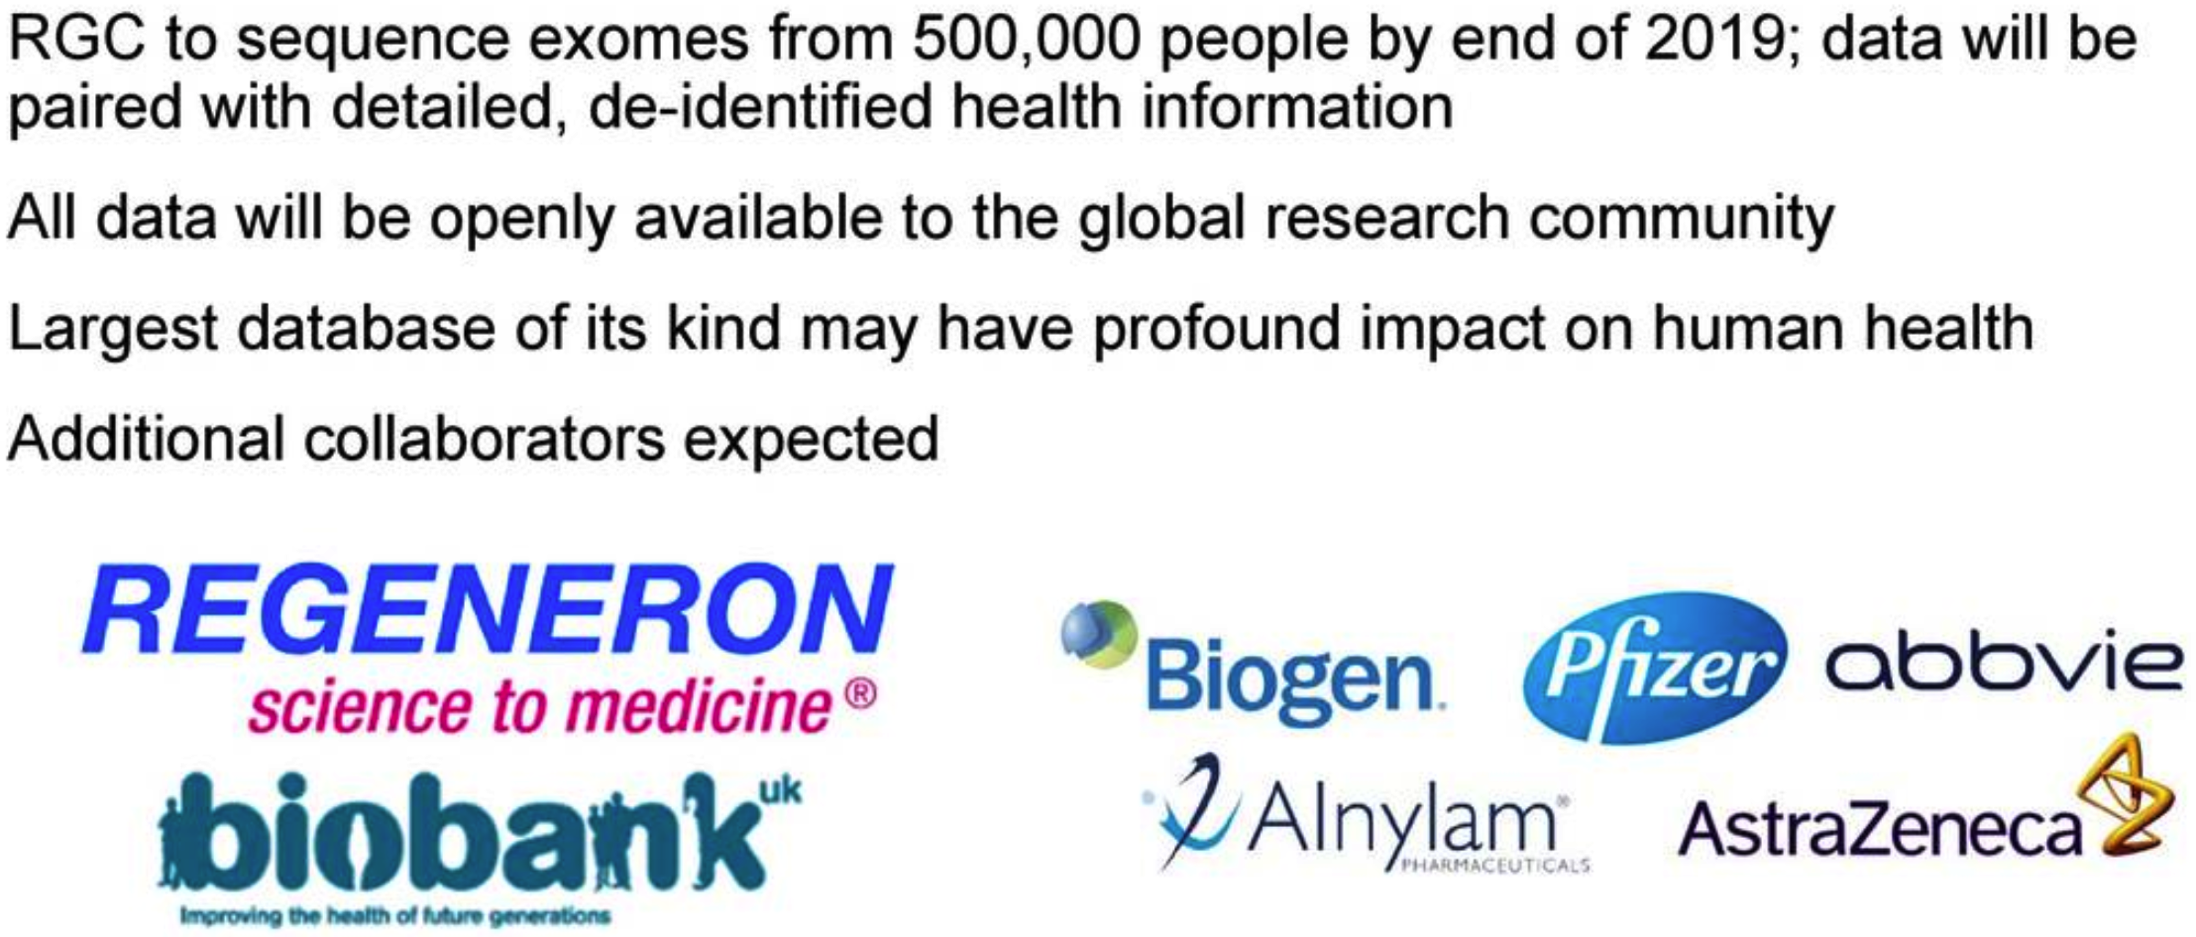 RGC to sequence exomes from 500,000 people by end of 2019; data will be
paired with detailed, de-identified health information
All data will be openly available to the global research community
Largest database of its kind may have profound impact on human health
Additional collaborators expected
REGENERON
science to medicine®
biobank uk
Improving the health of future generations
Biogen.
Pfizer
abbvie
Alnylam®
PHARMACEUTICALS
AstraZeneca